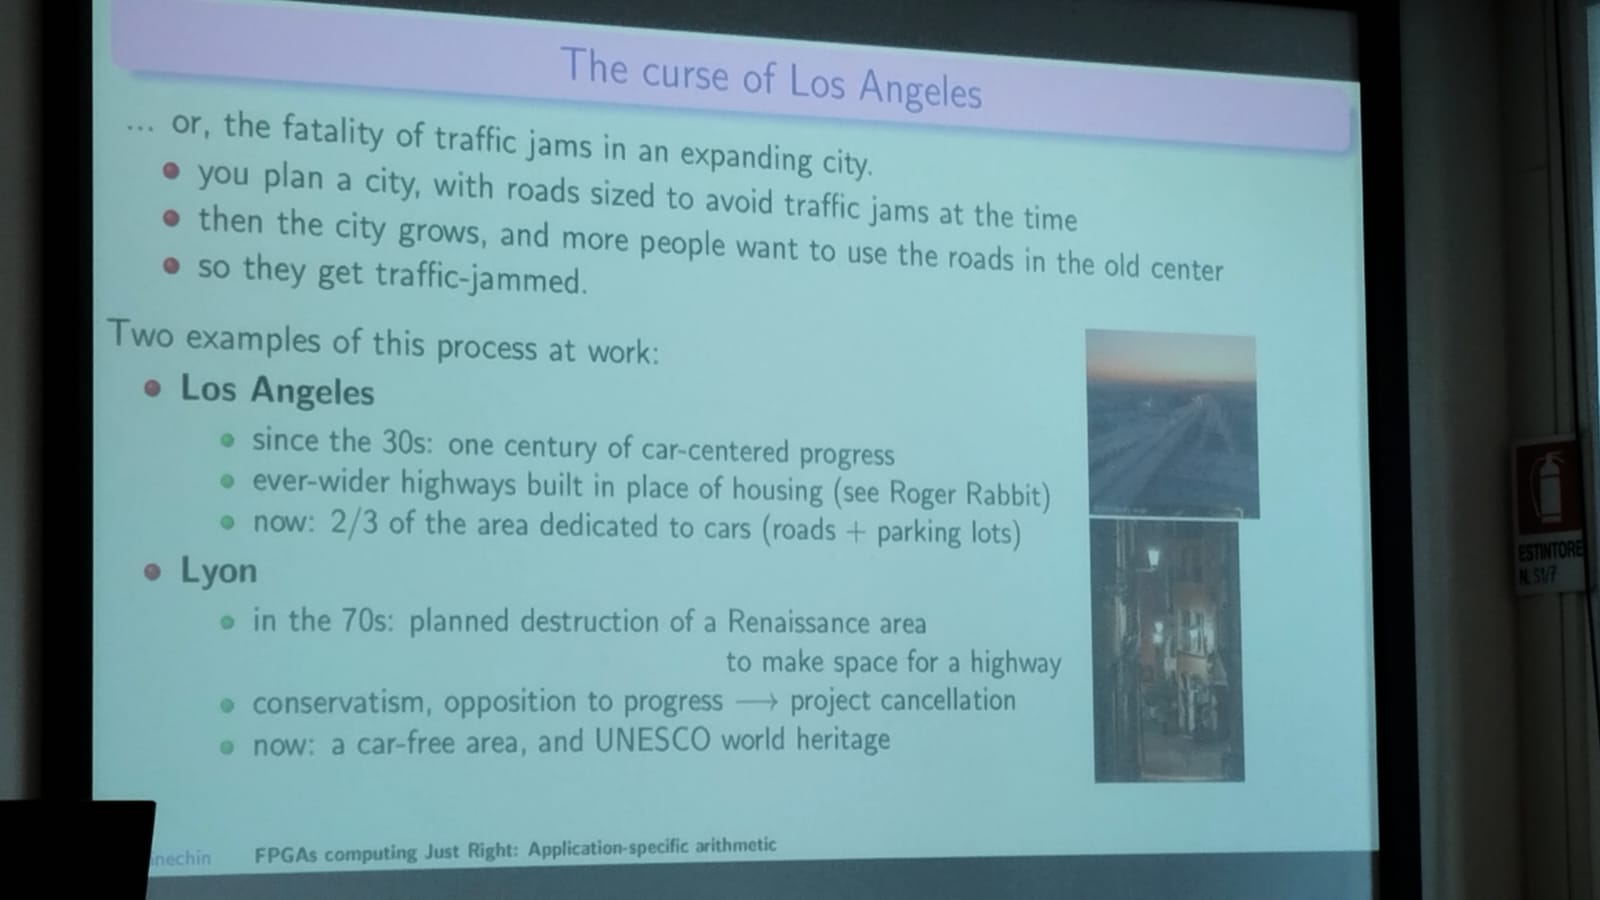 The curse of Los Angeles
... or, the fatality of traffic jams in an expanding city.
you plan a city, with roads sized to avoid traffic jams at the time
then the city grows, and more people want to use the roads in the old center
so they get traffic-jammed.
Two examples of this process at work:
Los Angeles
since the 30s: one century of car-centered progress
ever-wider highways built in place of housing (see Roger Rabbit)
now: 2/3 of the area dedicated to cars (roads + parking lots)
Lyon
in the 70s: planned destruction of a Renaissance area
to make space for a highway
conservatism, opposition to progress ⟶ project cancellation
now: a car-free area, and UNESCO world heritage
nechin FPGAs computing Just Right: Application-specific arithmetic
ESTINTORE
N. 51/7